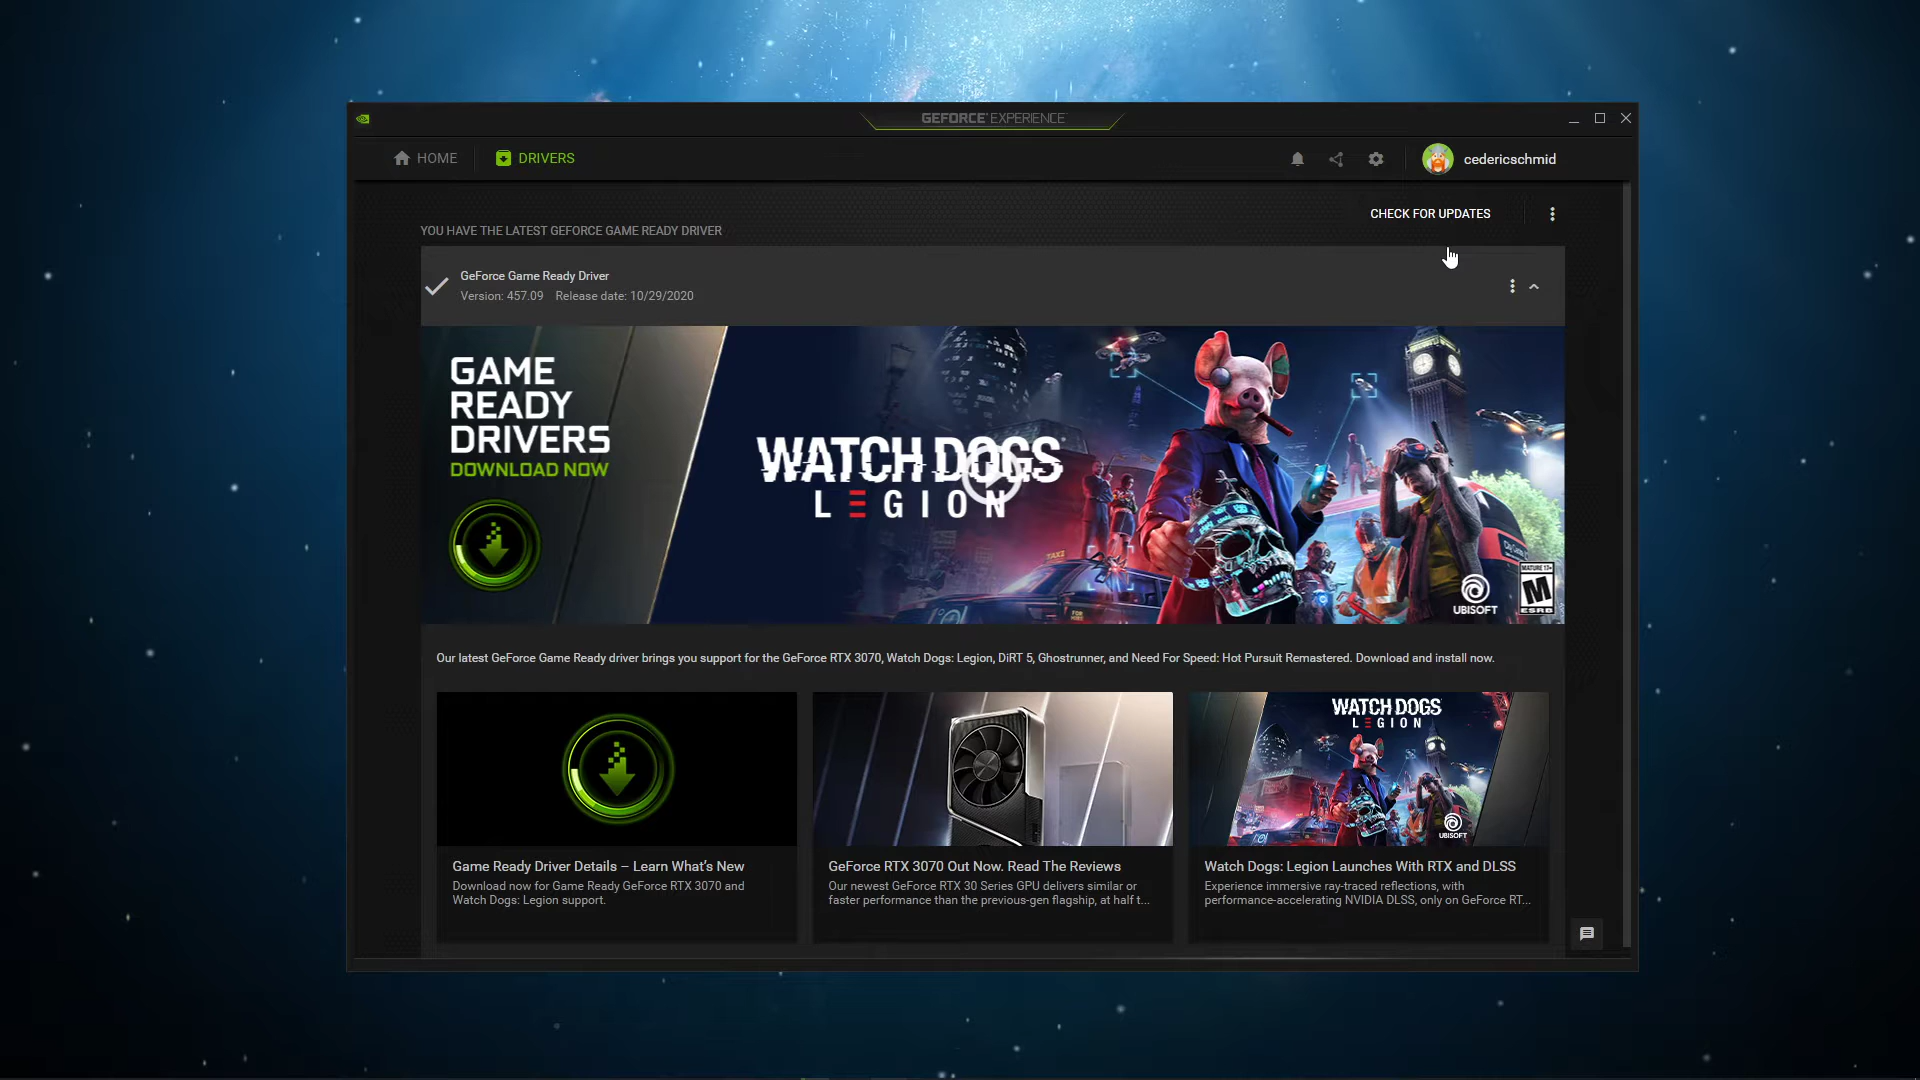 GEFORCE EXPERIENCE
HOME
DRIVERS
cedericschmid
CHECK FOR UPDATES
YOU HAVE THE LATEST GEFORCE GAME READY DRIVER
GeForce Game Ready Driver
Version: 457.09 Release date: 10/29/2020
GAME
READY
DRIVERS
DOWNLOAD NOW
WATCH DOGS
LEGION
TAXI
FOR HIRE
UBISOFT
MATURE 17+
M
ESRB
Our latest GeForce Game Ready driver brings you support for the GeForce RTX 3070, Watch Dogs: Legion, DiRT 5, Ghostrunner, and Need For Speed: Hot Pursuit Remastered. Download and install now.
WATCH DOGS
LEGION
UBISOFT
Game Ready Driver Details – Learn What's New
Download now for Game Ready GeForce RTX 3070 and
Watch Dogs: Legion support.
GeForce RTX 3070 Out Now. Read The Reviews
Our newest GeForce RTX 30 Series GPU delivers similar or
faster performance than the previous-gen flagship, at half t...
Watch Dogs: Legion Launches With RTX and DLSS
Experience immersive ray-traced reflections, with
performance-accelerating NVIDIA DLSS, only on GeForce RT...